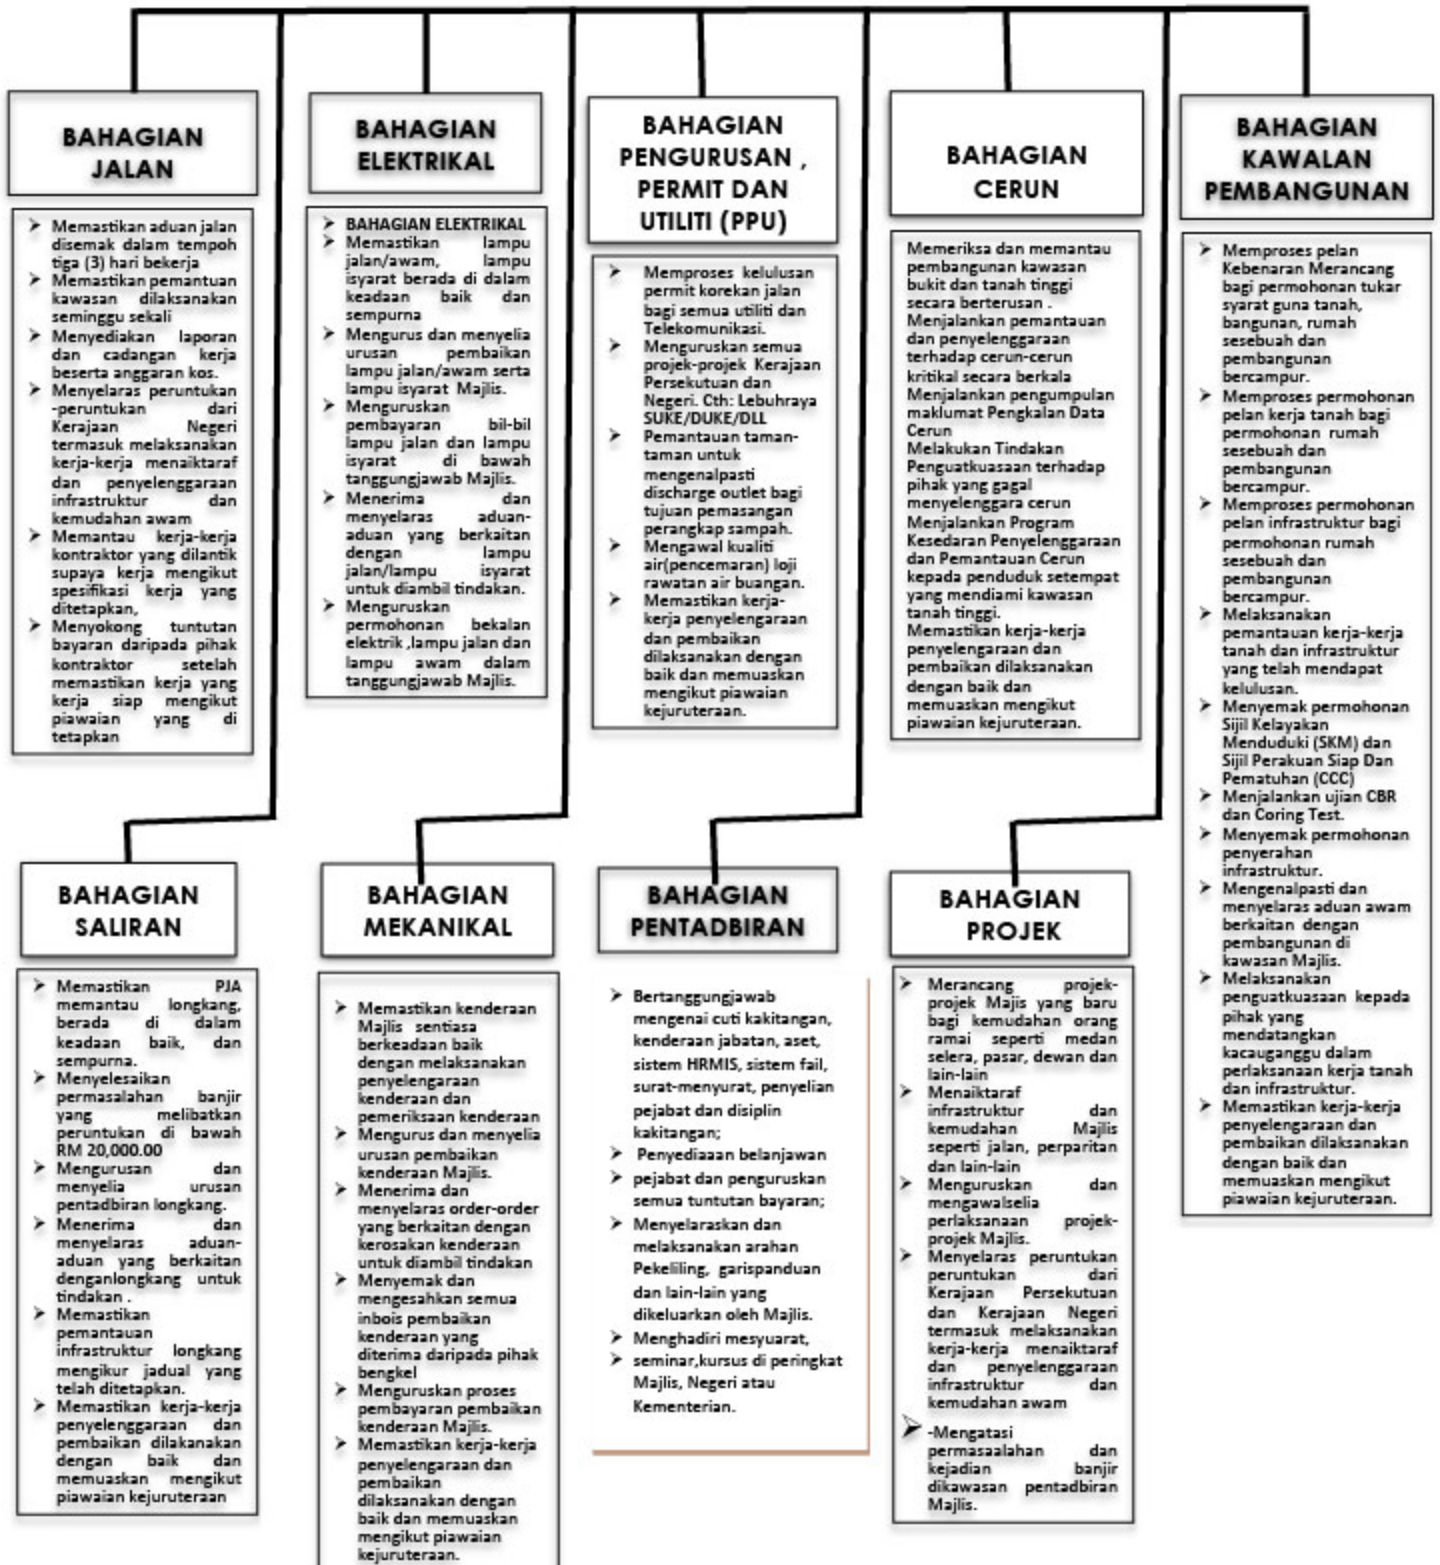 BAHAGIAN
JALAN
➢ Memastikan aduan jalan
disemak dalam tempoh
tiga (3) hari bekerja
➢ Memastikan pemantuan
kawasan dilaksanakan
seminggu sekali
➢ Menyediakan laporan
dan cadangan kerja
beserta anggaran kos.
➢ Menyelaras peruntukan
-peruntukan dari
Kerajaan Negeri
termasuk melaksanakan
kerja-kerja menaiktaraf
dan penyelenggaraan
infrastruktur dan
kemudahan awam
➢ Memantau kerja-kerja
kontraktor yang dilantik
supaya kerja mengikut
spesifikasi kerja yang
ditetapkan,
➢ Menyokong tuntutan
bayaran daripada pihak
kontraktor setelah
memastikan kerja yang
kerja siap mengikut
piawaian yang di
tetapkan
BAHAGIAN
ELEKTRIKAL
➢ BAHAGIAN ELEKTRIKAL
➢ Memastikan lampu
jalan/awam, lampu
isyarat berada di dalam
keadaan baik dan
sempurna
➢ Mengurus dan menyelia
urusan pembaikan
lampu jalan/awam serta
lampu isyarat Majlis.
➢ Menguruskan
pembayaran bil-bil
lampu jalan dan lampu
isyarat di bawah
tanggungjawab Majlis.
➢ Menerima dan
menyelaras aduan-
aduan yang berkaitan
dengan lampu
jalan/lampu isyarat
untuk diambil tindakan.
➢ Menguruskan
permohonan bekalan
elektrik ,lampu jalan dan
lampu awam dalam
tanggungjawab Majlis.
BAHAGIAN
PENGURUSAN ,
PERMIT DAN
UTILITI (PPU)
➢ Memproses kelulusan
permit korekan jalan
bagi semua utiliti dan
Telekomunikasi.
➢ Menguruskan semua
projek-projek Kerajaan
Persekutuan dan
Negeri. Cth: Lebuhraya
SUKE/DUKE/DLL
➢ Pemantauan taman-
taman untuk
mengenalpasti
discharge outlet bagi
tujuan pemasangan
perangkap sampah.
➢ Mengawal kualiti
air(pencemaran) loji
rawatan air buangan.
➢ Memastikan kerja-
kerja penyelengaraan
dan pembaikan
dilaksanakan dengan
baik dan memuaskan
mengikut piawaian
kejuruteraan.
BAHAGIAN
CERUN
Memeriksa dan memantau
pembangunan kawasan
bukit dan tanah tinggi
secara berterusan .
Menjalankan pemantauan
dan penyelenggaraan
terhadap cerun-cerun
kritikal secara berkala
Menjalankan pengumpulan
maklumat Pengkalan Data
Cerun
Melakukan Tindakan
Penguatkuasaan terhadap
pihak yang gagal
menyelenggara cerun
Menjalankan Program
Kesedaran Penyelenggaraan
dan Pemantauan Cerun
kepada penduduk setempat
yang mendiami kawasan
tanah tinggi.
Memastikan kerja-kerja
penyelengaraan dan
pembaikan dilaksanakan
dengan baik dan
memuaskan mengikut
piawaian kejuruteraan.
BAHAGIAN
KAWALAN
PEMBANGUNAN
➢ Memproses pelan
Kebenaran Merancang
bagi permohonan tukar
syarat guna tanah,
bangunan, rumah
sesebuah dan
pembangunan
bercampur.
➢ Memproses permohonan
pelan kerja tanah bagi
permohonan rumah
sesebuah dan
pembangunan
bercampur.
➢ Memproses permohonan
pelan infrastruktur bagi
permohonan rumah
sesebuah dan
pembangunan
bercampur.
➢ Melaksanakan
pemantauan kerja-kerja
tanah dan infrastruktur
yang telah mendapat
kelulusan.
➢ Menyemak permohonan
Sijil Kelayakan
Menduduki (SKM) dan
Sijil Perakuan Siap Dan
Pematuhan (CCC)
➢ Menjalankan ujian CBR
dan Coring Test.
➢ Menyemak permohonan
penyerahan
infrastruktur.
➢ Mengenalpasti dan
menyelaras aduan awam
berkaitan dengan
pembangunan di
kawasan Majlis.
➢ Melaksanakan
penguatkuasaan kepada
pihak yang
mendatangkan
kacauganggu dalam
perlaksanaan kerja tanah
dan infrastruktur.
➢ Memastikan kerja-kerja
penyelengaraan dan
pembaikan dilaksanakan
dengan baik dan
memuaskan mengikut
piawaian kejuruteraan.
BAHAGIAN
SALIRAN
➢ Memastikan PJA
memantau longkang,
berada di dalam
keadaan baik, dan
sempurna.
➢ Menyelesaikan
permasalahan banjir
yang melibatkan
peruntukan di bawah
RM 20,000.00
➢ Mengurusan dan
menyelia urusan
pentadbiran longkang.
➢ Menerima dan
menyelaras aduan-
aduan yang berkaitan
denganlongkang untuk
tindakan .
➢ Memastikan
pemantauan
infrastruktur longkang
mengikur jadual yang
telah ditetapkan.
➢ Memastikan kerja-kerja
penyelenggaraan dan
pembaikan dilakanakan
dengan baik dan
memuaskan mengikut
piawaian kejuruteraan
BAHAGIAN
MEKANIKAL
➢ Memastikan kenderaan
Majlis sentiasa
berkeadaan baik
dengan melaksanakan
penyelengaraan
kenderaan dan
pemeriksaan kenderaan
➢ Mengurus dan menyelia
urusan pembaikan
kenderaan Majlis.
➢ Menerima dan
menyelaras order-order
yang berkaitan dengan
kerosakan kenderaan
untuk diambil tindakan
➢ Menyemak dan
mengesahkan semua
inbois pembaikan
kenderaan yang
diterima daripada pihak
bengkel
➢ Menguruskan proses
pembayaran pembaikan
kenderaan Majlis.
➢ Memastikan kerja-kerja
penyelengaraan dan
pembaikan
dilaksanakan dengan
baik dan memuaskan
mengikut piawaian
kejuruteraan.
BAHAGIAN
PENTADBIRAN
➢ Bertanggungjawab
mengenai cuti kakitangan,
kenderaan jabatan, aset,
sistem HRMIS, sistem fail,
surat-menyurat, penyelian
pejabat dan disiplin
kakitangan;
➢ Penyediaaan belanjawan
➢ pejabat dan penguruskan
semua tuntutan bayaran;
➢ Menyelaraskan dan
melaksanakan arahan
Pekeliling, garispanduan
dan lain-lain yang
dikeluarkan oleh Majlis.
➢ Menghadiri mesyuarat,
➢ seminar,kursus di peringkat
Majlis, Negeri atau
Kementerian.
BAHAGIAN
PROJEK
➢ Merancang projek-
projek Majis yang baru
bagi kemudahan orang
ramai seperti medan
selera, pasar, dewan dan
lain-lain
➢ Menaiktaraf
infrastruktur dan
kemudahan Majlis
seperti jalan, perparitan
dan lain-lain
➢ Menguruskan dan
mengawalselia
perlaksanaan projek-
projek Majlis.
➢ Menyelaras peruntukan
peruntukan dari
Kerajaan Persekutuan
dan Kerajaan Negeri
termasuk melaksanakan
kerja-kerja menaiktaraf
dan penyelenggaraan
infrastruktur dan
kemudahan awam
➢ -Mengatasi
permasaalahan dan
kejadian banjir
dikawasan pentadbiran
Majlis.